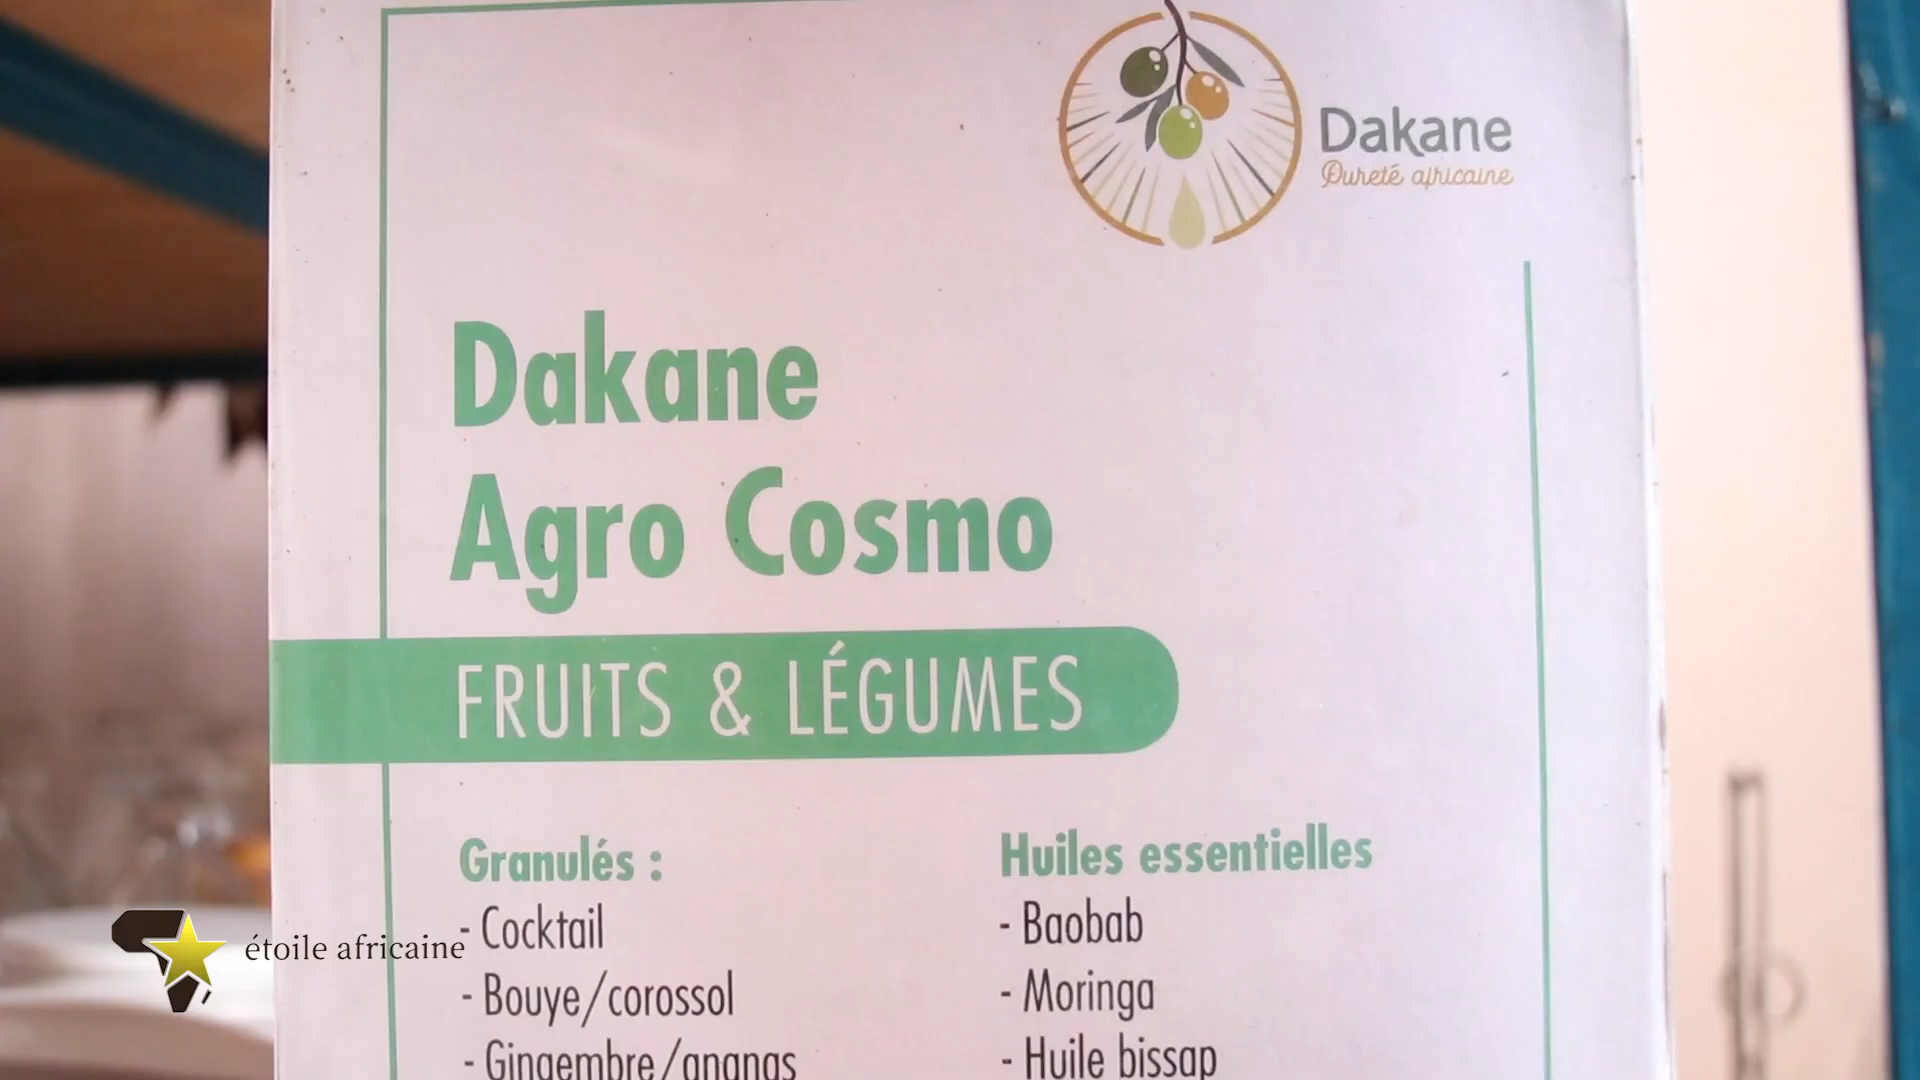 Dakane
Pureté africaine
Dakane
Agro Cosmo
FRUITS & LÉGUMES
Granulés :
- Cocktail
- Bouye/corossol
- Gingembre/ananas
Huiles essentielles
- Baobab
- Moringa
- Huile bissap
étoile africaine